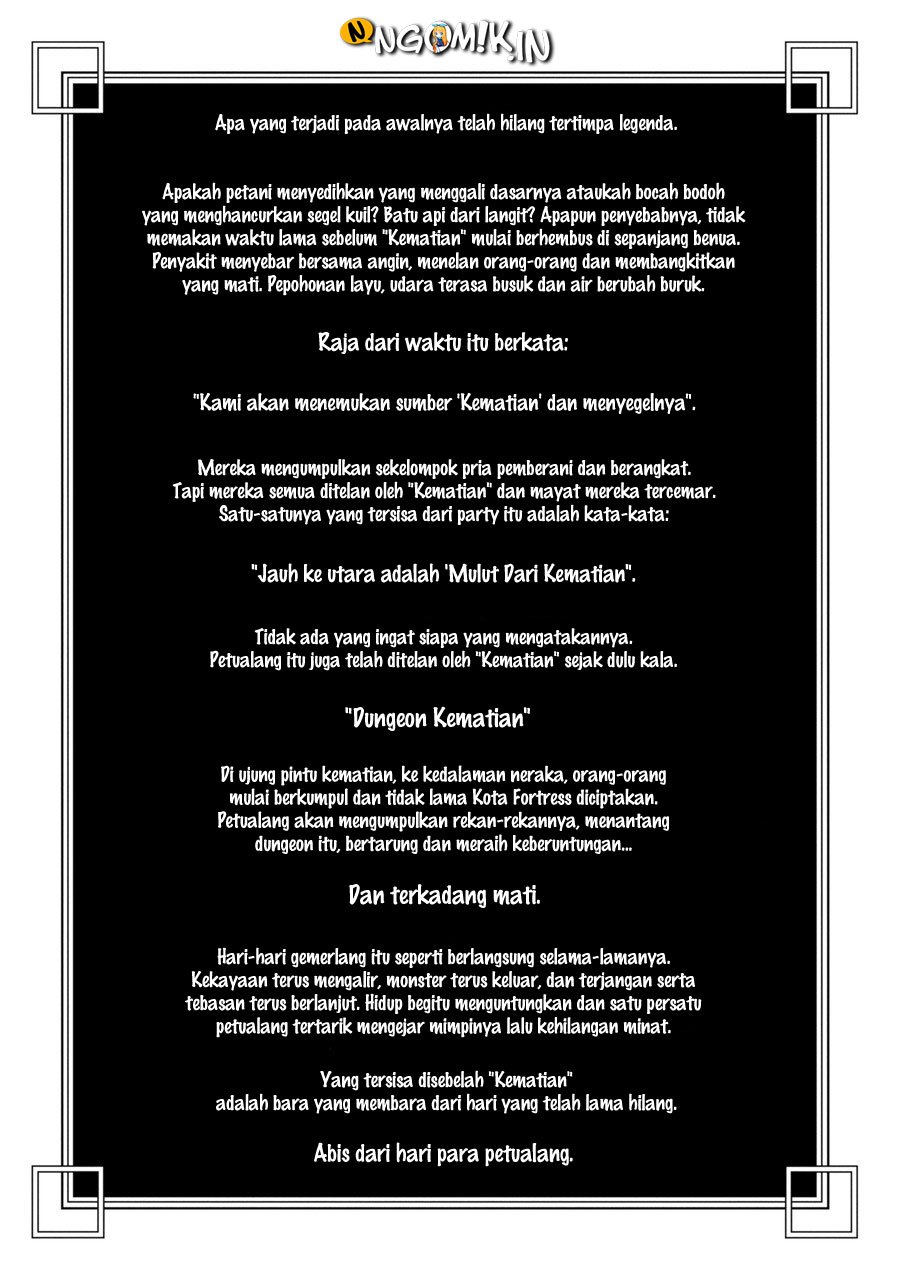 NGOMIK.IN
Apa yang terjadi pada awalnya telah hilang tertimpa legenda.
Apakah petani menyedihkan yang menggali dasarnya ataukah bocah bodoh
yang menghancurkan segel kuil? Batu api dari langit? Apapun penyebabnya, tidak
memakan waktu lama sebelum "Kematian" mulai berhembus di sepanjang benua.
Penyakit menyebar bersama angin, menelan orang-orang dan membangkitkan
yang mati. Pepohonan layu, udara terasa busuk dan air berubah buruk.
Raja dari waktu itu berkata:
"Kami akan menemukan sumber 'Kematian' dan menyegelnya".
Mereka mengumpulkan sekelompok pria pemberani dan berangkat.
Tapi mereka semua ditelan oleh "Kematian" dan mayat mereka tercemar.
Satu-satunya yang tersisa dari party itu adalah kata-kata:
"Jauh ke utara adalah 'Mulut Dari Kematian".
Tidak ada yang ingat siapa yang mengatakannya.
Petualang itu juga telah ditelan oleh "Kematian" sejak dulu kala.
"Dungeon Kematian"
Di ujung pintu kematian, ke kedalaman neraka, orang-orang
mulai berkumpul dan tidak lama Kota Fortress diciptakan.
Petualang akan mengumpulkan rekan-rekannya, menantang
dungeon itu, bertarung dan meraih keberuntungan...
Dan terkadang mati.
Hari-hari gemerlang itu seperti berlangsung selama-lamanya.
Kekayaan terus mengalir, monster terus keluar, dan terjangan serta
tebasan terus berlanjut. Hidup begitu menguntungkan dan satu persatu
petualang tertarik mengejar mimpinya lalu kehilangan minat.
Yang tersisa disebelah "Kematian"
adalah bara yang membara dari hari yang telah lama hilang.
Abis dari hari para petualang.